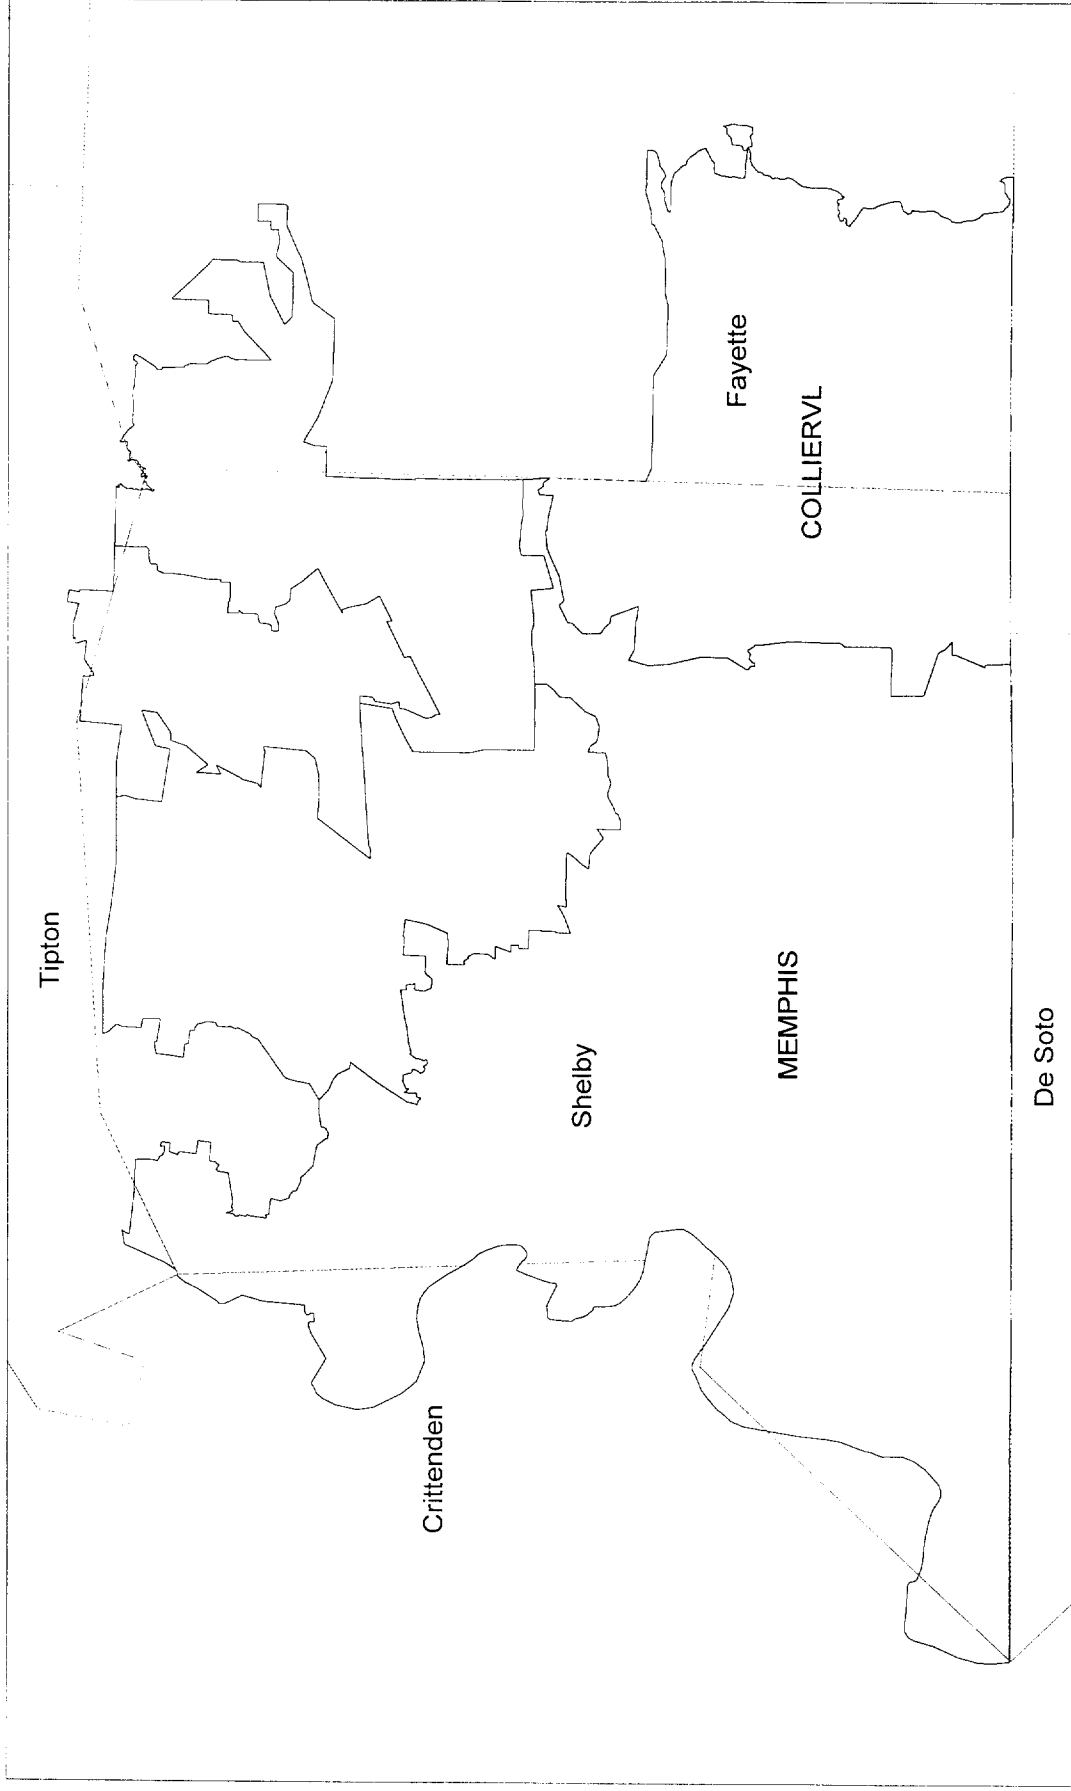 Tipton
Fayette
COLLIERVL
Crittenden
Shelby
MEMPHIS
De Soto